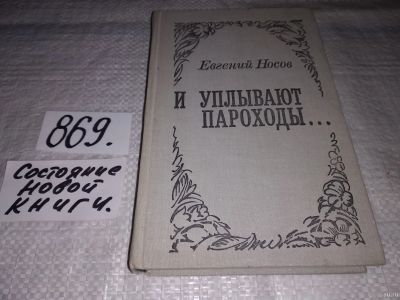 Евгений Носов
И УПЛЫВАЮТ
ПАРОХОДЫ...
869.
Состояние
новой
книги.